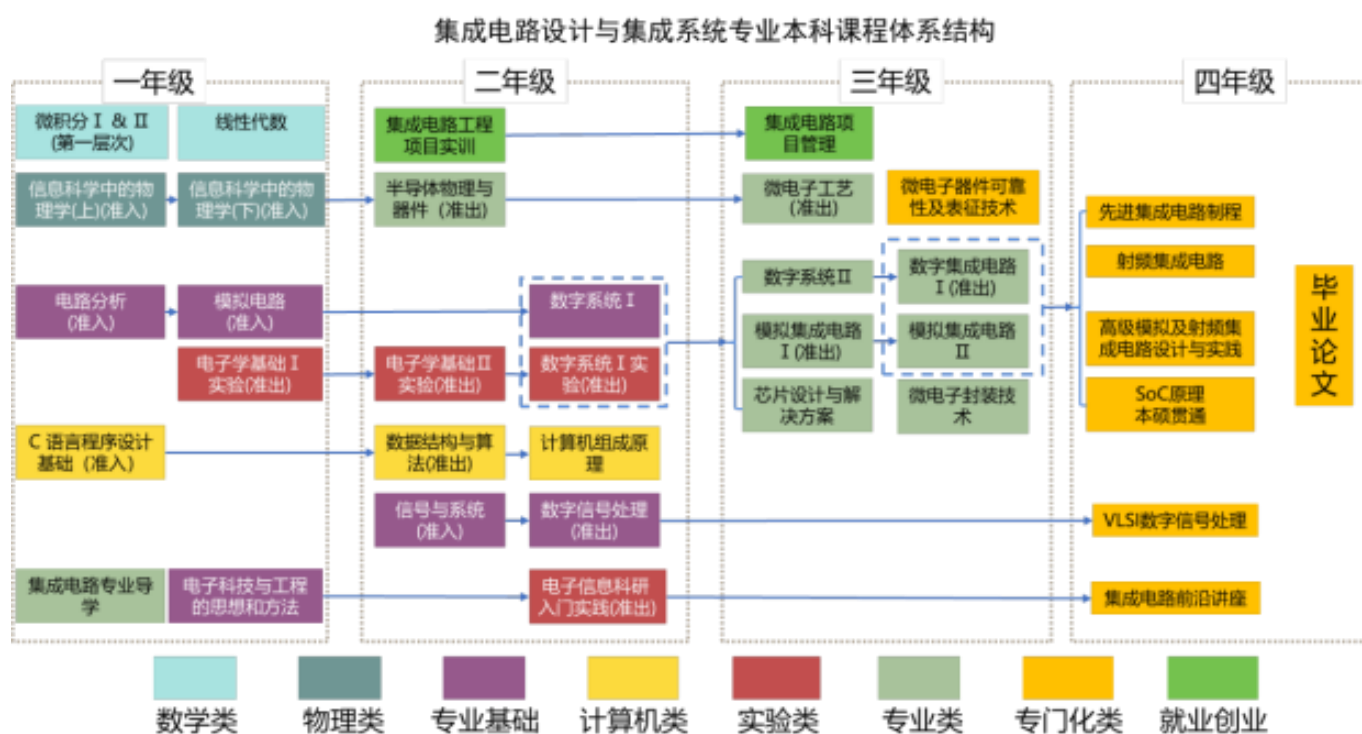 集成电路设计与集成系统专业本科课程体系结构
一年级
二年级
三年级
四年级
微积分Ⅰ & Ⅱ
(第一层次)
线性代数
集成电路工程
项目实训
集成电路项
目管理
信息科学中的物
理学(上)(准入)
信息科学中的物
理学(下)(准入)
半导体物理与
器件（准出）
微电子工艺
（准出）
微电子器件可靠
性及表征技术
先进集成电路制程
射频集成电路
电路分析
(准入)
模拟电路
(准入)
数字系统Ⅰ
数字系统Ⅱ
数字集成电路
Ⅰ(准出)
电子学基础Ⅰ
实验(准出)
电子学基础Ⅱ
实验(准出)
数字系统Ⅰ实
验(准出)
模拟集成电路
Ⅰ(准出)
模拟集成电路
Ⅱ
高级模拟及射频集
成电路设计与实践
芯片设计与解
决方案
微电子封装技
术
SoC原理
本硕贯通
毕业论文
C 语言程序设计
基础（准入）
数据结构与算
法(准出)
计算机组成原
理
信号与系统
(准入)
数字信号处理
(准出)
VLSI数字信号处理
集成电路专业导
学
电子科技与工程
的思想和方法
电子信息科研
入门实践(准出)
集成电路前沿讲座
数学类
物理类
专业基础
计算机类
实验类
专业类
专门化类
就业创业